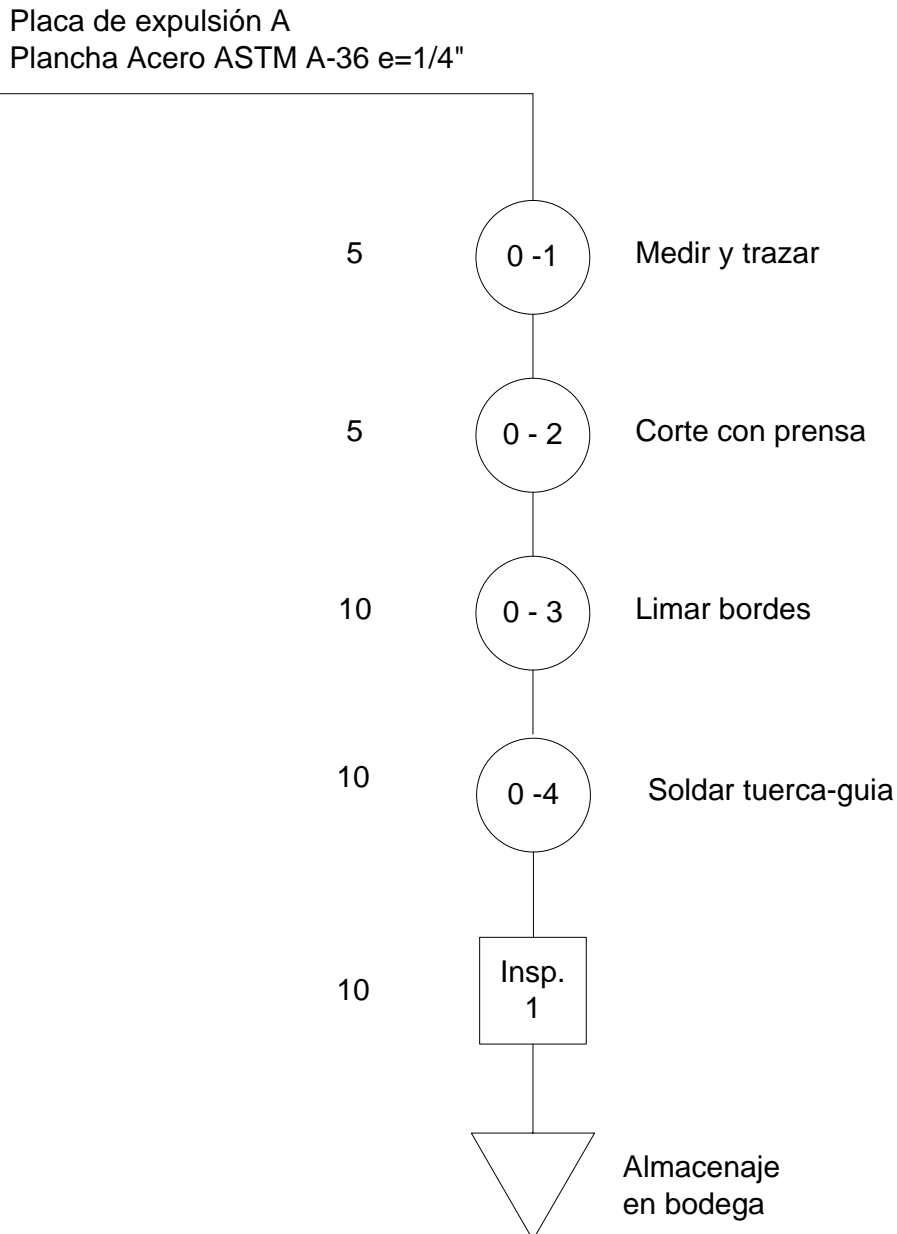 Placa de expulsión A
Plancha Acero ASTM A-36 e=1/4"
5 0 -1 Medir y trazar
5 0 - 2 Corte con prensa
10 0 - 3 Limar bordes
10 0 -4 Soldar tuerca-guia
10 Insp.
1
Almacenaje
en bodega